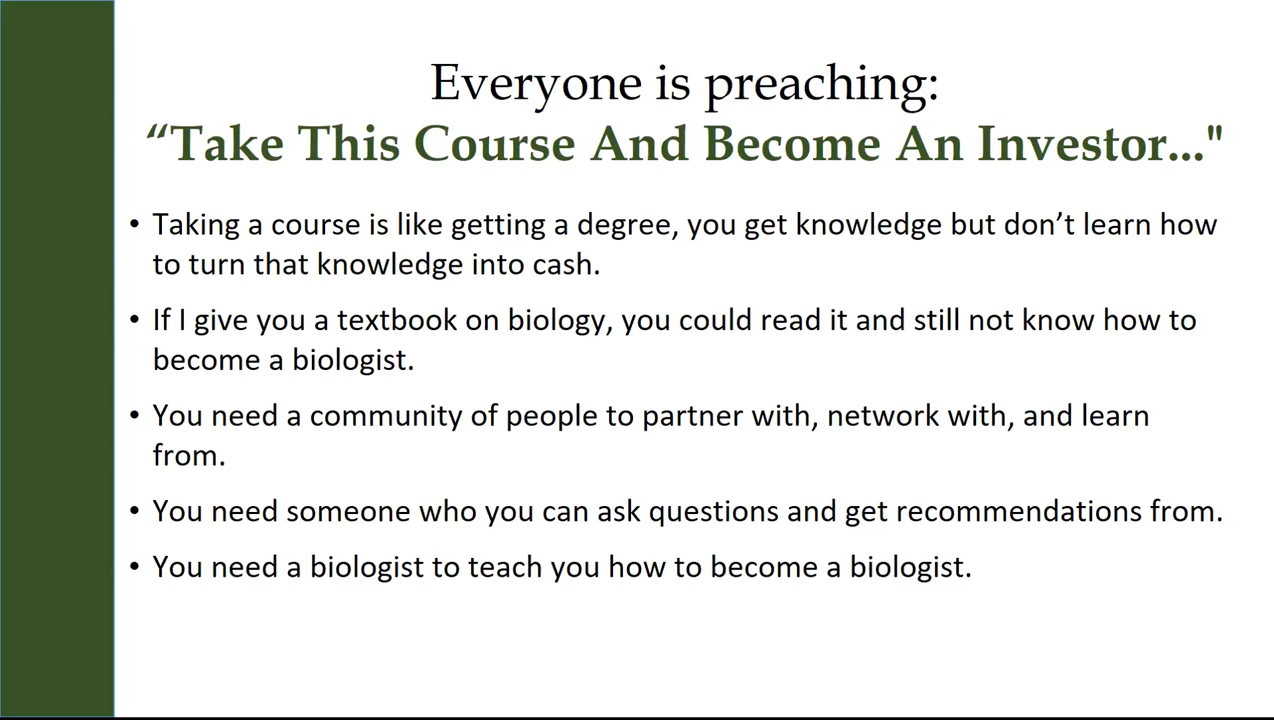 Everyone is preaching:
“Take This Course And Become An Investor..."
• Taking a course is like getting a degree, you get knowledge but don’t learn how
to turn that knowledge into cash.
• If I give you a textbook on biology, you could read it and still not know how to
become a biologist.
• You need a community of people to partner with, network with, and learn
from.
• You need someone who you can ask questions and get recommendations from.
• You need a biologist to teach you how to become a biologist.